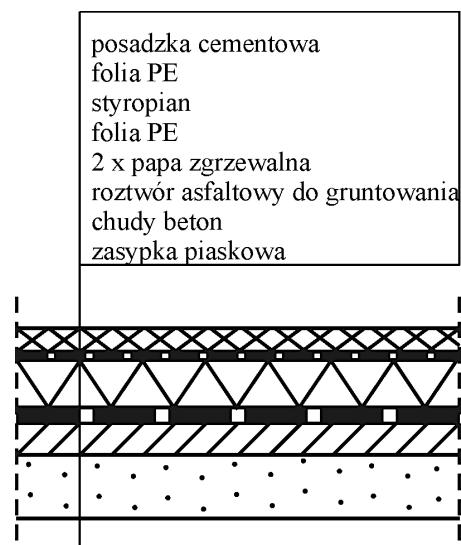 posadzka cementowa
folia PE
styropian
folia PE
2 x papa zgrzewalna
roztwór asfaltowy do gruntowania
chudy beton
zasypka piaskowa